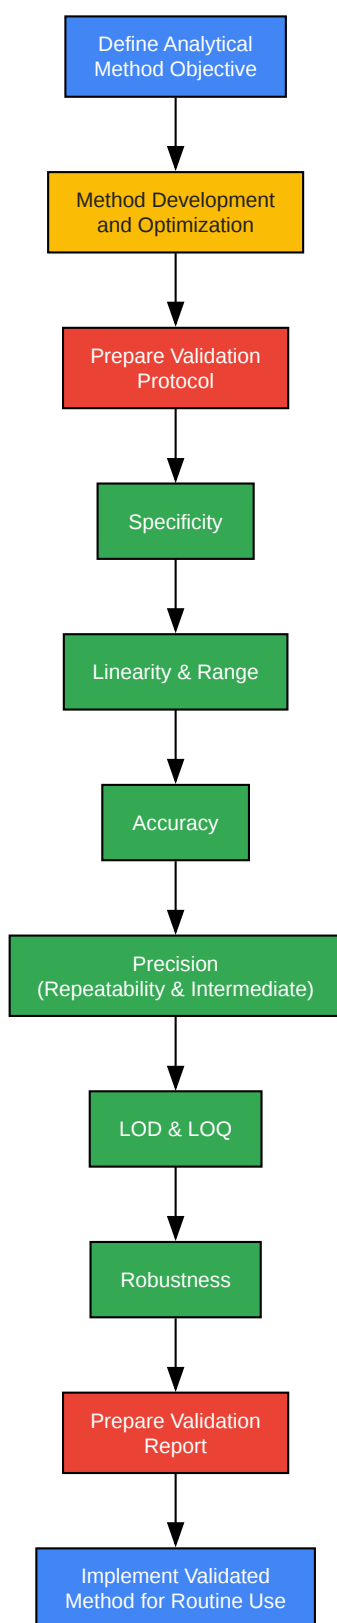 Define Analytical
Method Objective
Method Development
and Optimization
Prepare Validation
Protocol
Specificity
Linearity & Range
Accuracy
Precision
(Repeatability & Intermediate)
LOD & LOQ
Robustness
Prepare Validation
Report
Implement Validated
Method for Routine Use